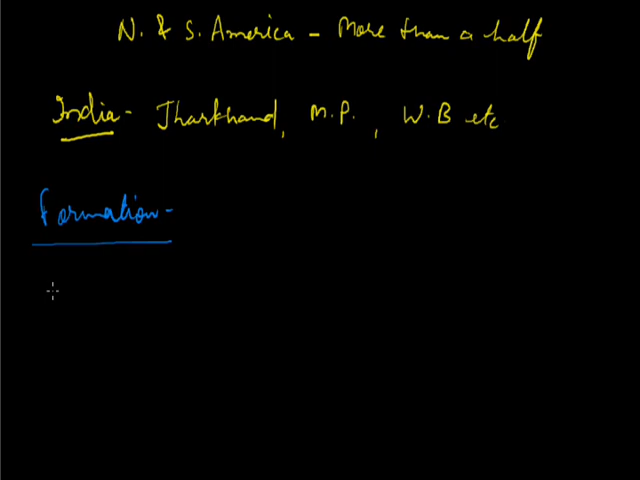 N. & S. America - More than a half
India - Jharkhand, M.P., W.B etc
Formation -